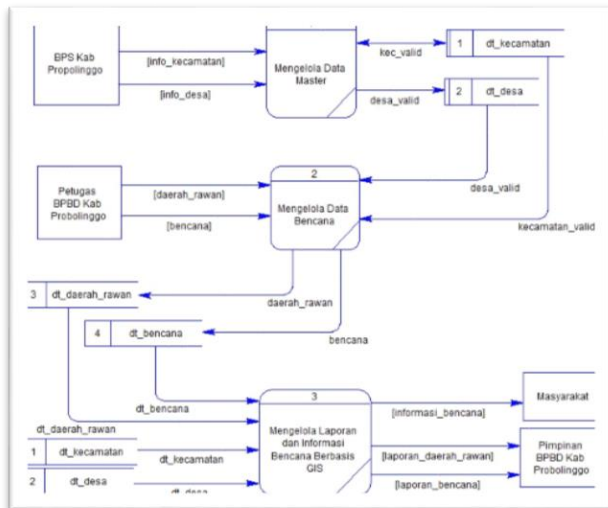 BPS Kab
Propolinggo
[info_kecamatan]
[info_desa]
Mengelola Data
Master
kec_valid
1 dt_kecamatan
desa_valid
2 dt_desa
Petugas
BPBD Kab
Probolinggo
[daerah_rawan]
[bencana]
2
Mengelola Data
Bencana
desa_valid
kecamatan_valid
3 dt_daerah_rawan
daerah_rawan
4 dt_bencana
bencana
dt_bencana
dt_daerah_rawan
1 dt_kecamatan
dt_kecamatan
2 dt_desa
dt_desa
3
Mengelola Laporan
dan Informasi
Bencana Berbasis
GIS
[informasi_bencana]
Masyarakat
[laporan_daerah_rawan]
[laporan_bencana]
Pimpinan
BPBD Kab
Probolinggo